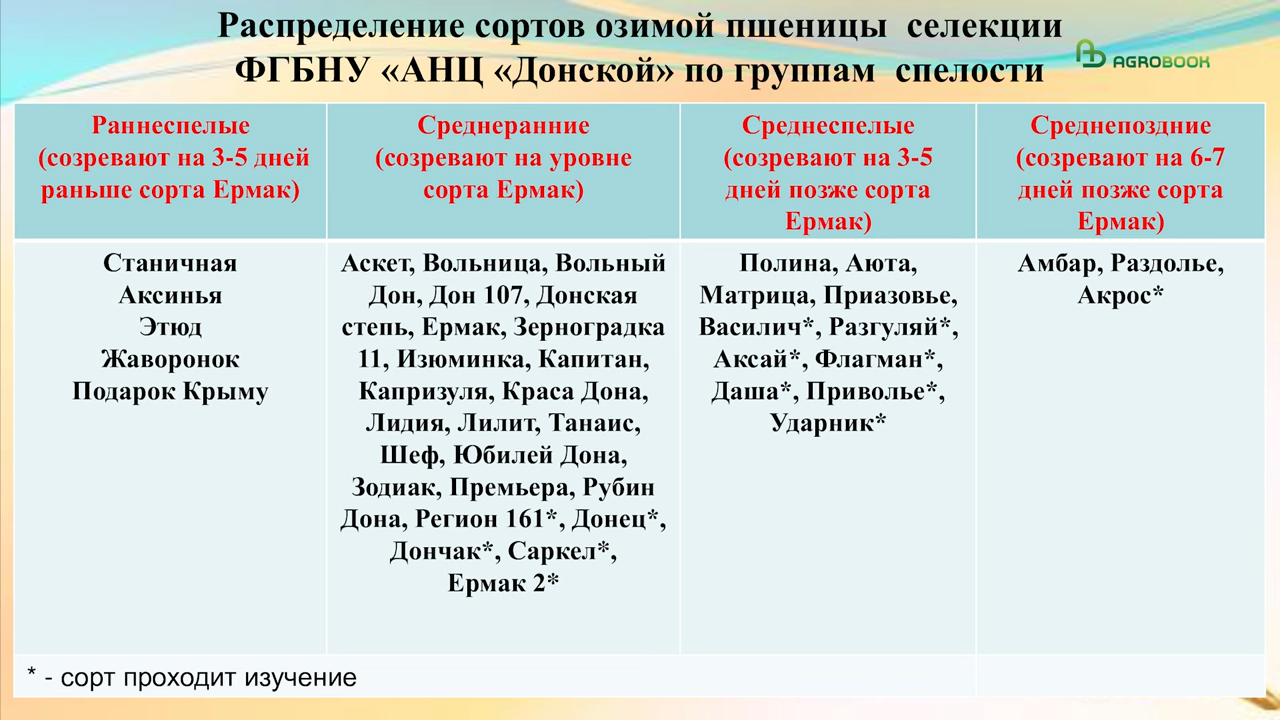 Распределение сортов озимой пшеницы селекции
ФГБНУ «АНЦ «Донской» по группам спелости
AGROBOOK
Раннеспелые
(созревают на 3-5 дней
раньше сорта Ермак)
Среднеранние
(созревают на уровне
сорта Ермак)
Среднеспелые
(созревают на 3-5
дней позже сорта
Ермак)
Среднепоздние
(созревают на 6-7
дней позже сорта
Ермак)
Станичная
Аксинья
Этюд
Жаворонок
Подарок Крыму
Аскет, Вольница, Вольный
Дон, Дон 107, Донская
степь, Ермак, Зерноградка
11, Изюминка, Капитан,
Капризуля, Краса Дона,
Лидия, Лилит, Танаис,
Шеф, Юбилей Дона,
Зодиак, Премьера, Рубин
Дона, Регион 161*, Донец*,
Дончак*, Саркел*,
Ермак 2*
Полина, Аюта,
Матрица, Приазовье,
Василич*, Разгуляй*,
Аксай*, Флагман*,
Даша*, Приволье*,
Ударник*
Амбар, Раздолье,
Акрос*
* - сорт проходит изучение